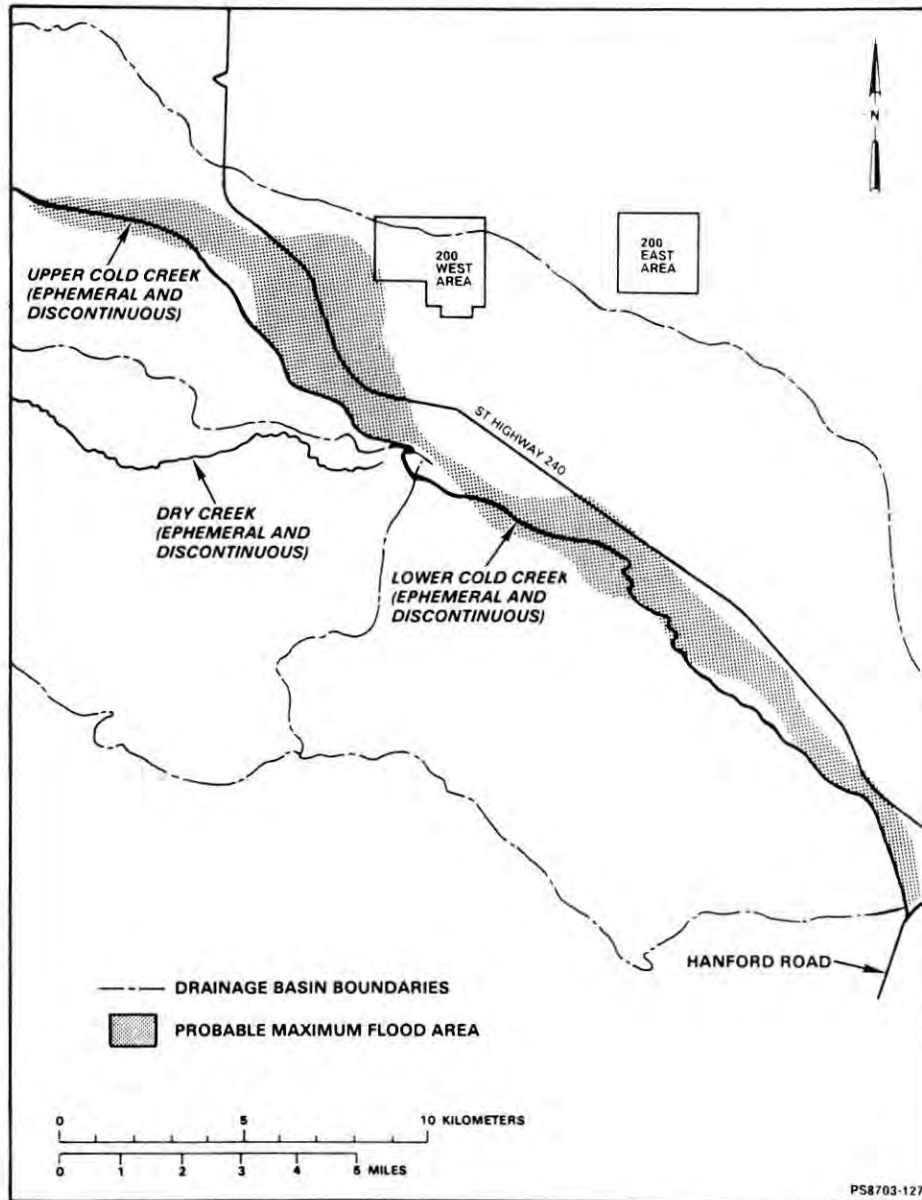 N
200
WEST
AREA
200
EAST
AREA
UPPER COLD CREEK
(EPHEMERAL AND
DISCONTINUOUS)
ST HIGHWAY 240
DRY CREEK
(EPHEMERAL AND
DISCONTINUOUS)
LOWER COLD CREEK
(EPHEMERAL AND
DISCONTINUOUS)
HANFORD ROAD
DRAINAGE BASIN BOUNDARIES
PROBABLE MAXIMUM FLOOD AREA
0 5 10 KILOMETERS
0 1 2 3 4 5 MILES
PS8703-127